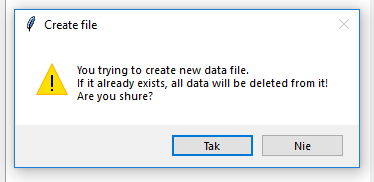 Create file
You trying to create new data file.
If it already exists, all data will be deleted from it!
Are you shure?
Tak
Nie